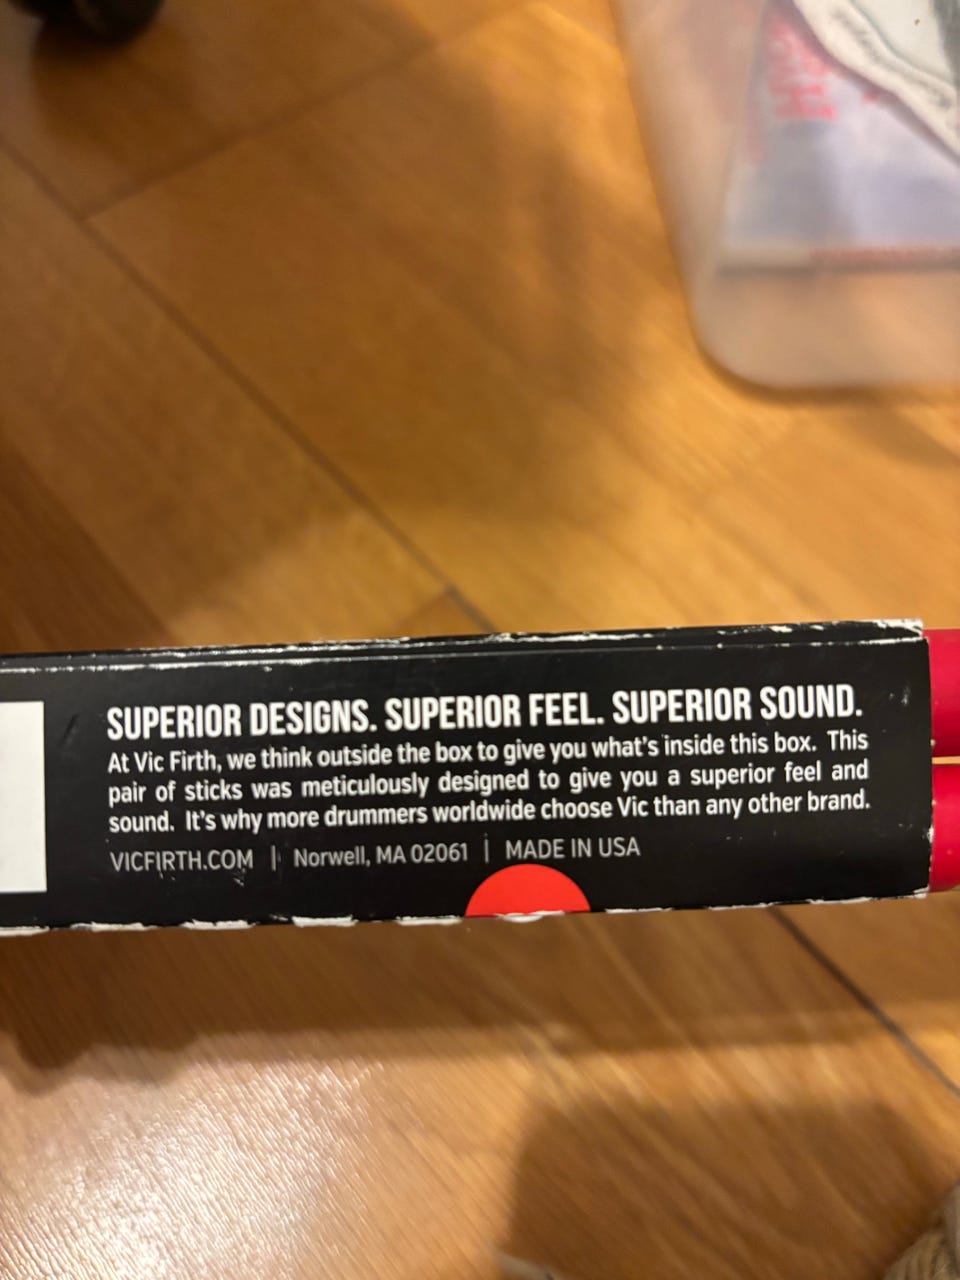 SUPERIOR DESIGNS. SUPERIOR FEEL. SUPERIOR SOUND.
At Vic Firth, we think outside the box to give you what's inside this box. This
pair of sticks was meticulously designed to give you a superior feel and
sound. It's why more drummers worldwide choose Vic than any other brand.
VICFIRTH.COM | Norwell, MA 02061 | MADE IN USA